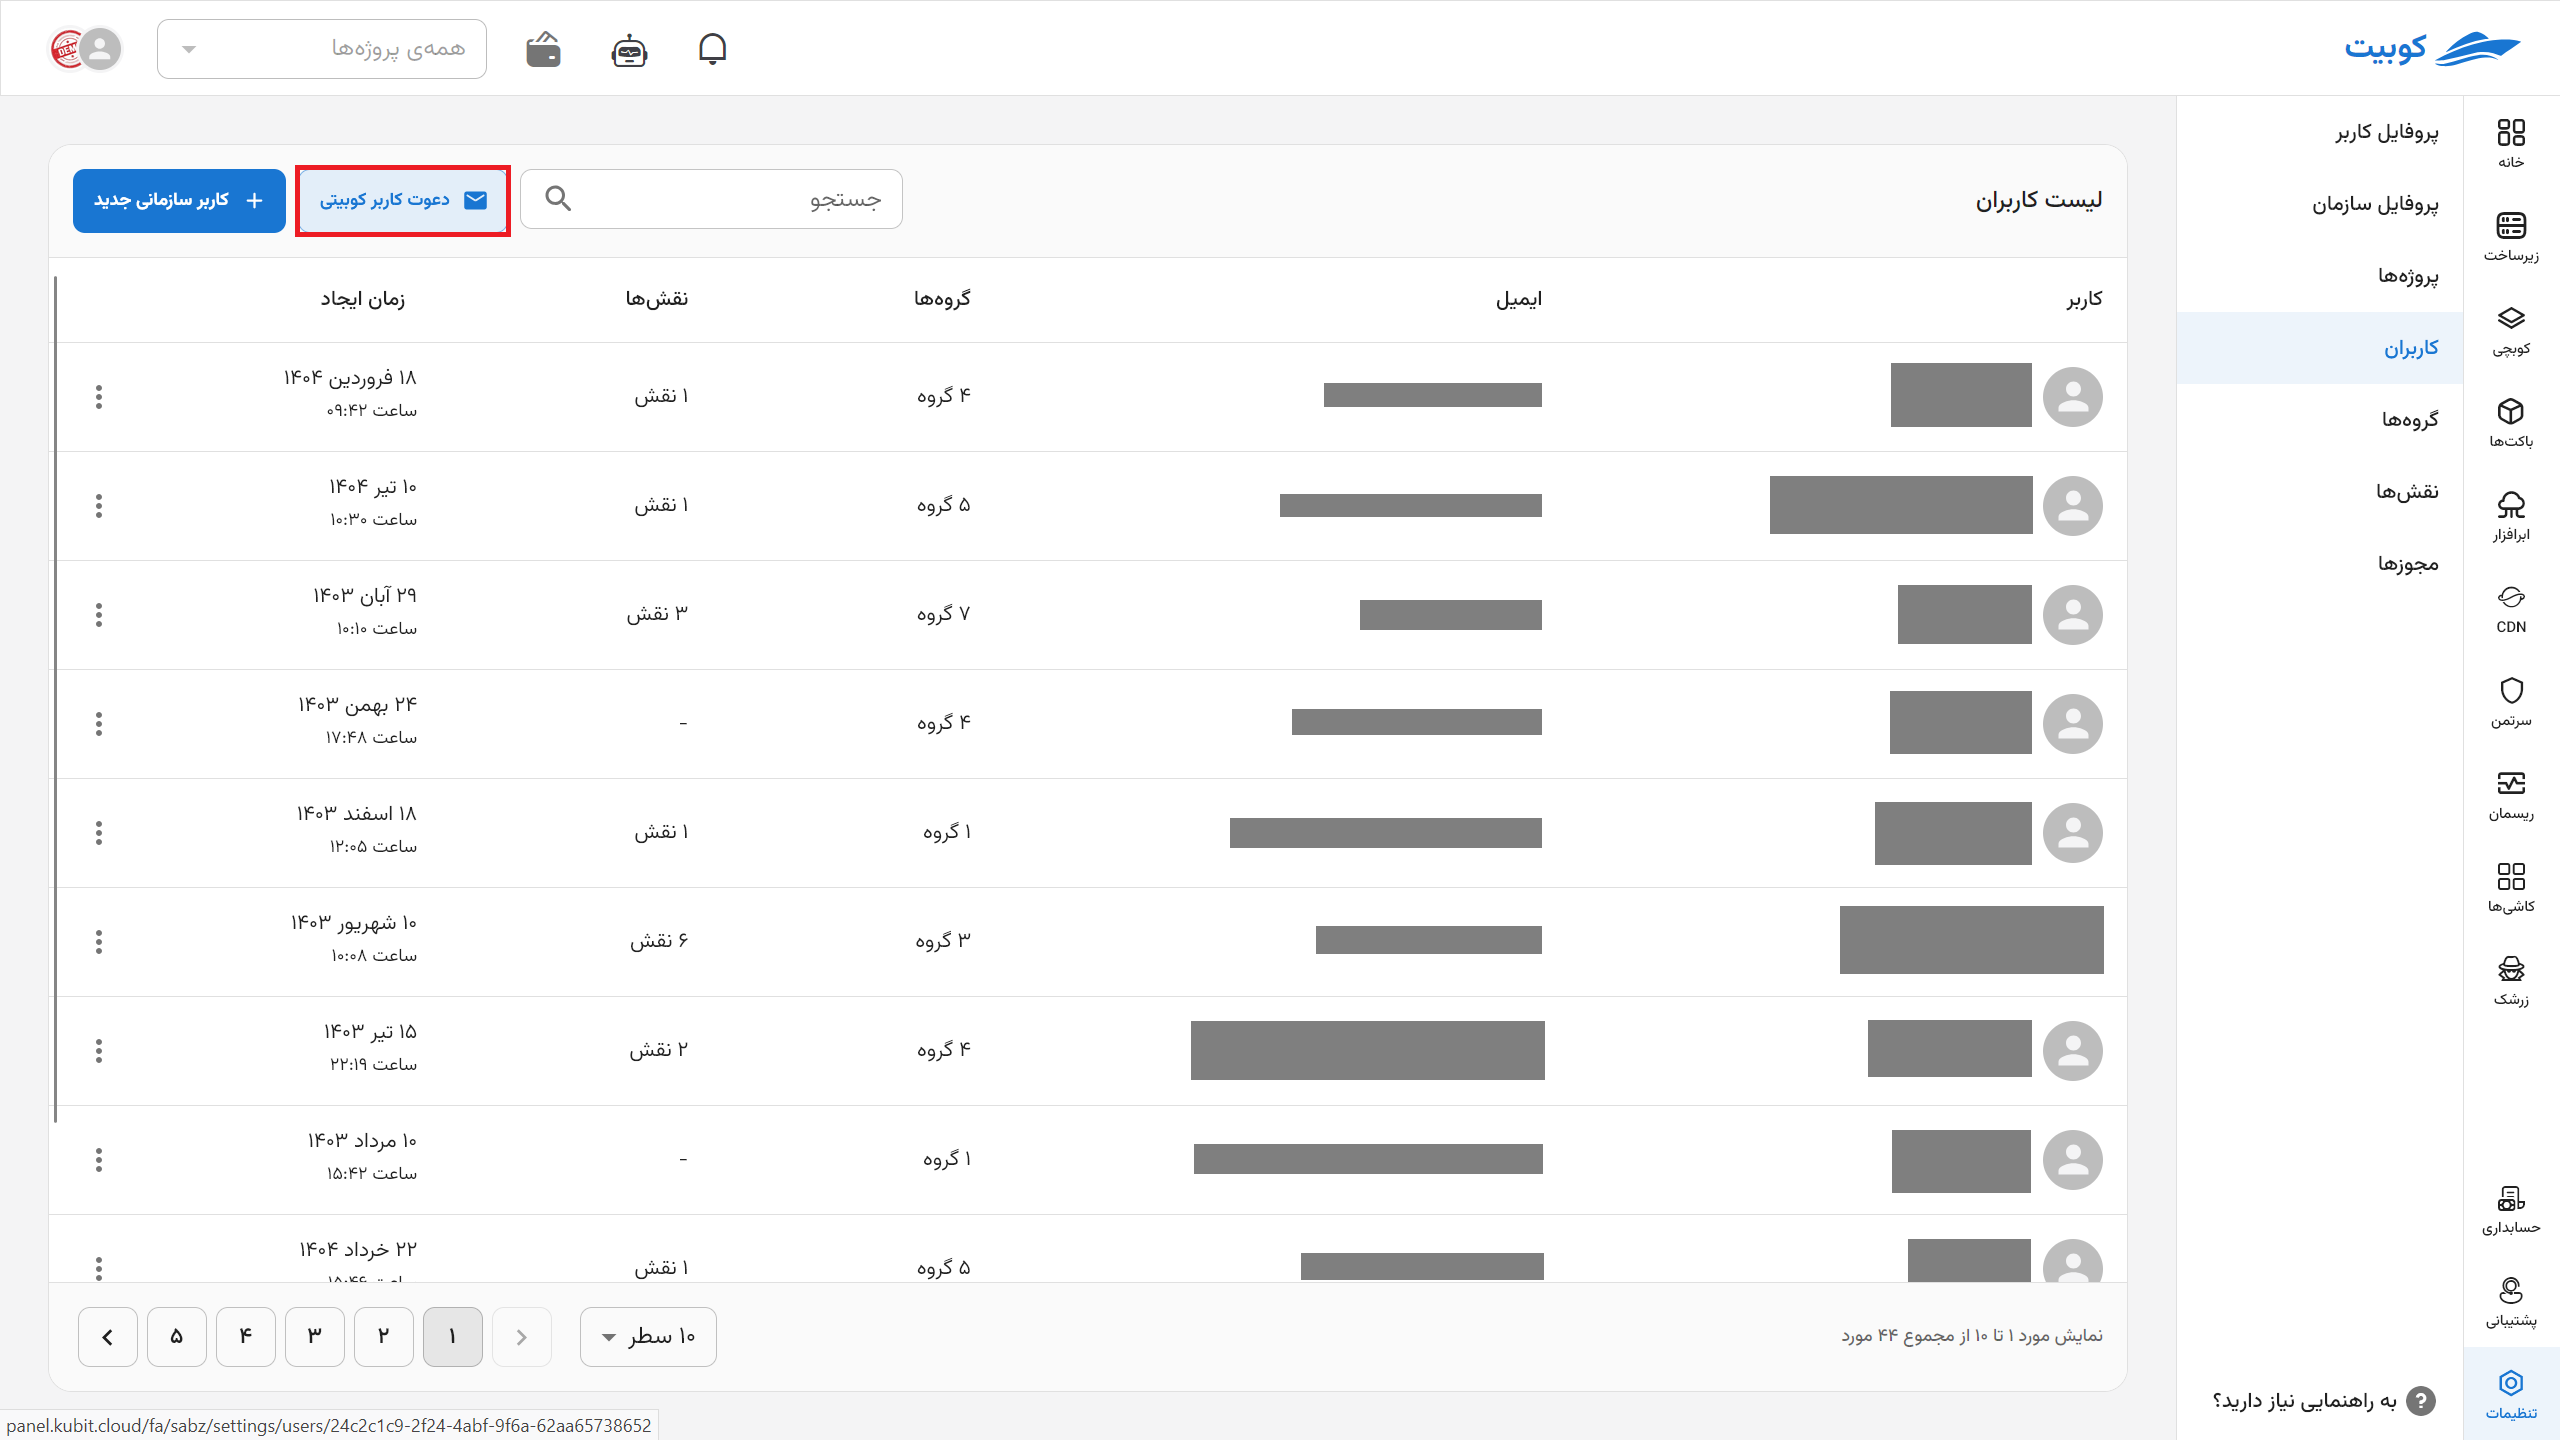 کوبیت
همه‌ی پروژه‌ها
DEM
خانه
زیرساخت
کوبچی
باکت‌ها
ابرافزار
CDN
سرتمن
ریسمان
کاشی‌ها
زرشک
حسابداری
پشتیبانی
تنظیمات
پروفایل کاربر
پروفایل سازمان
پروژه‌ها
کاربران
گروه‌ها
نقش‌ها
مجوزها
به راهنمایی نیاز دارید؟
لیست کاربران
جستجو
دعوت کاربر کوبیتی
کاربر سازمانی جدید
کاربر ایمیل گروه‌ها نقش‌ها زمان ایجاد
۴ گروه ۱ نقش ۱۸ فروردین ۱۴۰۴
ساعت ۰۹:۴۲
۵ گروه ۱ نقش ۱۰ تیر ۱۴۰۴
ساعت ۱۰:۳۰
۷ گروه ۳ نقش ۲۹ آبان ۱۴۰۳
ساعت ۱۰:۱۰
۴ گروه - ۲۴ بهمن ۱۴۰۳
ساعت ۱۷:۴۸
۱ گروه ۱ نقش ۱۸ اسفند ۱۴۰۳
ساعت ۱۲:۰۵
۳ گروه ۶ نقش ۱۰ شهریور ۱۴۰۳
ساعت ۱۰:۰۸
۴ گروه ۲ نقش ۱۵ تیر ۱۴۰۳
ساعت ۲۲:۱۹
۱ گروه - ۱۰ مرداد ۱۴۰۳
ساعت ۱۵:۴۲
۵ گروه ۱ نقش ۲۲ خرداد ۱۴۰۴
نمایش مورد ۱ تا ۱۰ از مجموع ۴۴ مورد
۱۰ سطر
۱ ۲ ۳ ۴ ۵
panel.kubit.cloud/fa/sabz/settings/users/24c2c1c9-2f24-4abf-9f6a-62aa65738652